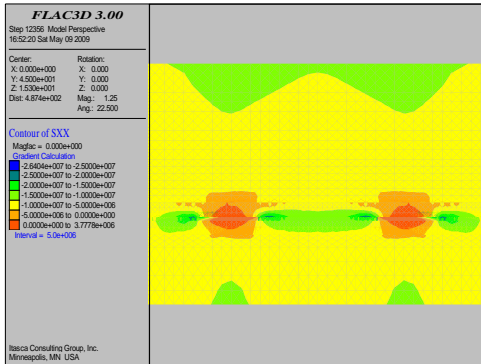 FLAC3D 3.00
Step 12356 Model Perspective
16:52:20 Sat May 09 2009
Center: Rotation:
X: 0.000e+000 X: 0.000
Y: 4.500e+001 Y: 0.000
Z: 1.530e+001 Z: 0.000
Dist: 4.874e+002 Mag.: 1.25
Ang.: 22.500
Contour of SXX
Magfac = 0.000e+000
Gradient Calculation
-2.6404e+007 to -2.5000e+007
-2.5000e+007 to -2.0000e+007
-2.0000e+007 to -1.5000e+007
-1.5000e+007 to -1.0000e+007
-1.0000e+007 to -5.0000e+006
-5.0000e+006 to 0.0000e+000
0.0000e+000 to 3.7778e+006
Interval = 5.0e+006
Itasca Consulting Group, Inc.
Minneapolis, MN USA